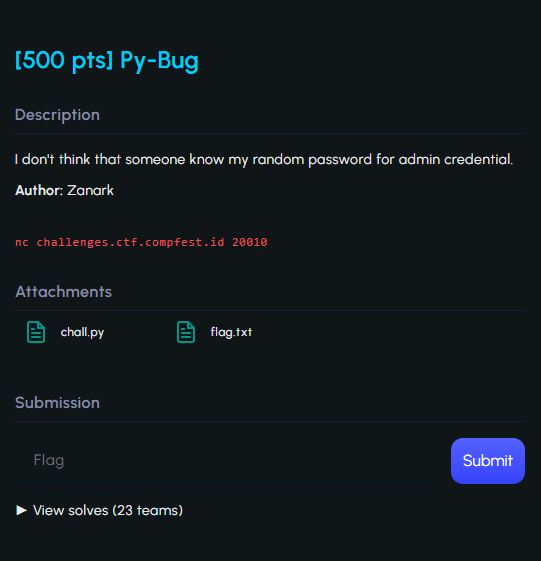 [500 pts] Py-Bug
Description
I don't think that someone know my random password for admin credential.
Author: Zanark
nc challenges.ctf.compfest.id 20010
Attachments
chall.py flag.txt
Submission
Flag Submit
▶ View solves (23 teams)